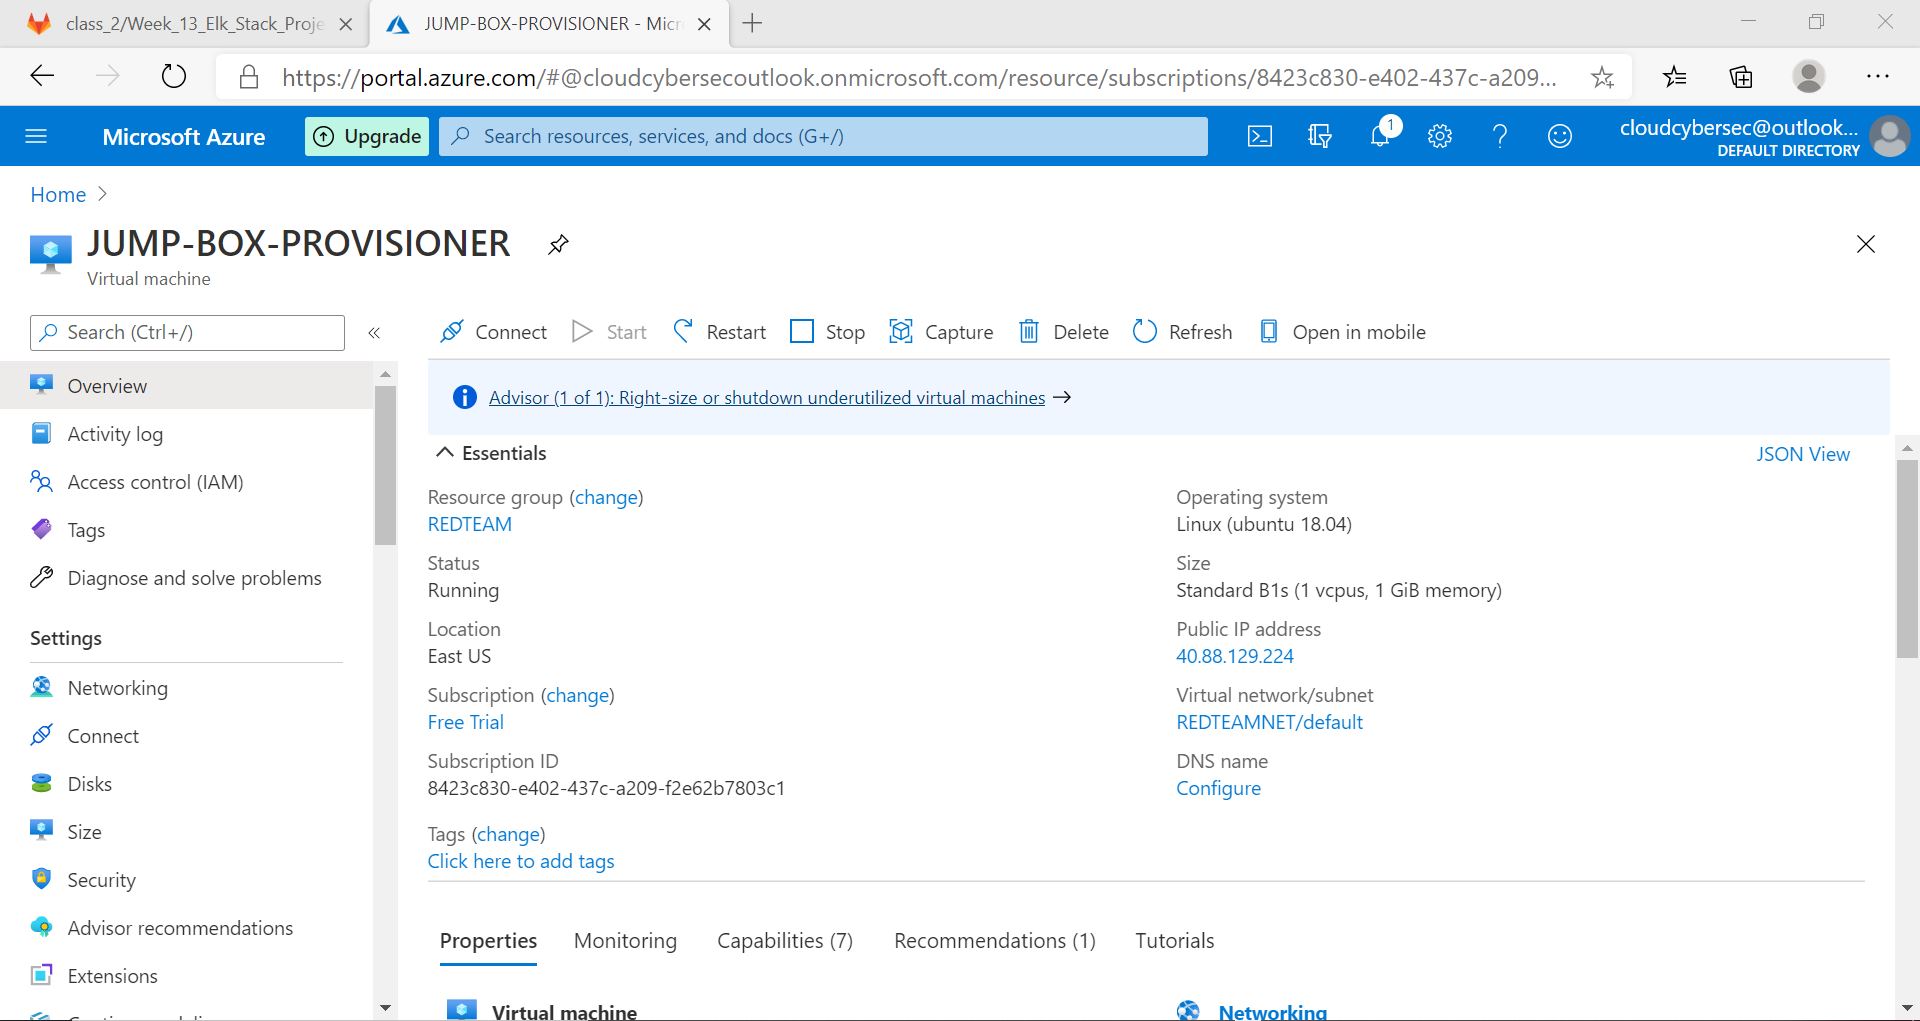 class_2/Week_13_Elk_Stack_Proje
JUMP-BOX-PROVISIONER - Micr
https://portal.azure.com/#@cloudcybersecoutlook.onmicrosoft.com/resource/subscriptions/8423c830-e402-437c-a209...
Microsoft Azure
Upgrade
Search resources, services, and docs (G+/)
1
cloudcybersec@outlook...
DEFAULT DIRECTORY
Home >
JUMP-BOX-PROVISIONER
Virtual machine
Search (Ctrl+/)
«
Connect Start Restart Stop Capture Delete Refresh Open in mobile
Overview
Activity log
Access control (IAM)
Tags
Diagnose and solve problems
Settings
Networking
Connect
Disks
Size
Security
Advisor recommendations
Extensions
Advisor (1 of 1): Right-size or shutdown underutilized virtual machines →
Essentials
JSON View
Resource group (change)
REDTEAM
Status
Running
Location
East US
Subscription (change)
Free Trial
Subscription ID
8423c830-e402-437c-a209-f2e62b7803c1
Tags (change)
Click here to add tags
Operating system
Linux (ubuntu 18.04)
Size
Standard B1s (1 vcpus, 1 GiB memory)
Public IP address
40.88.129.224
Virtual network/subnet
REDTEAMNET/default
DNS name
Configure
Properties Monitoring Capabilities (7) Recommendations (1) Tutorials
Virtual machine
Networking